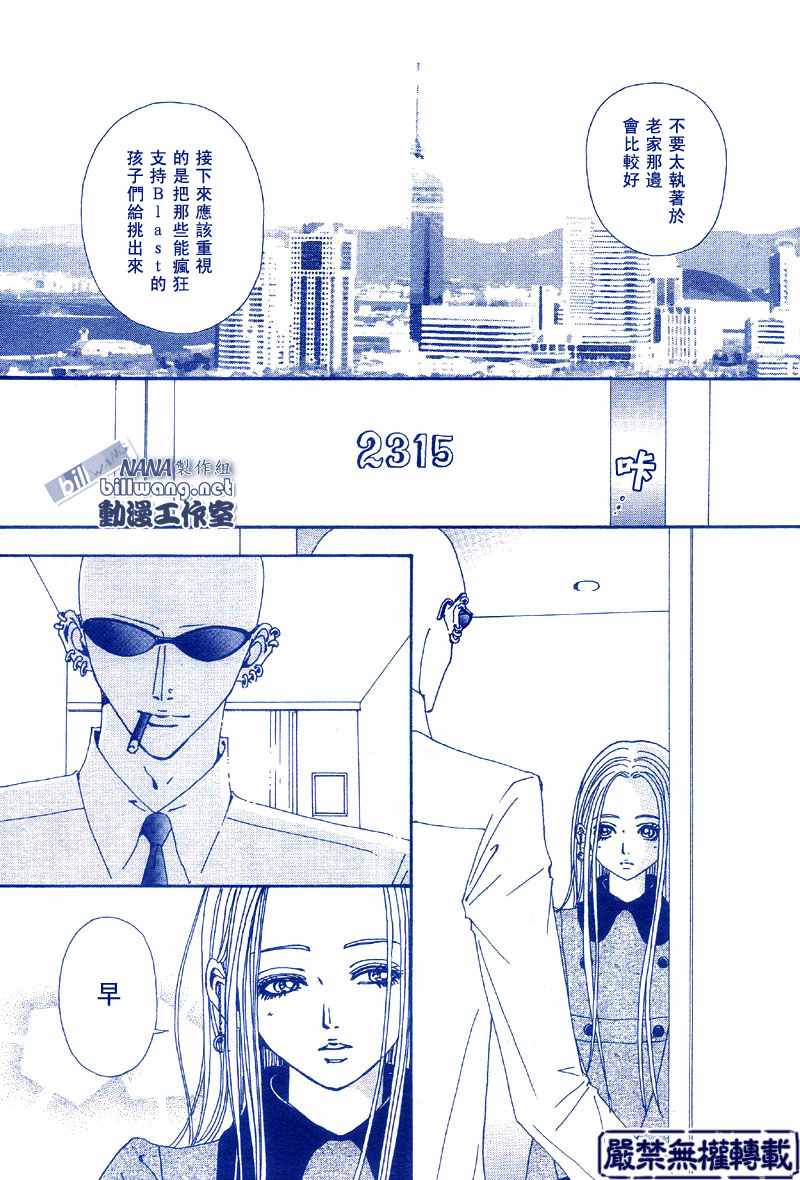 不要太執著於
老家那邊
會比較好
接下來應該重視
的是把那些能瘋狂
支持Blast的
孩子們給挑出來
2315
咔…
bill WANG
NANA製作組
billwang.net
動漫工作室
早
嚴禁無權轉載